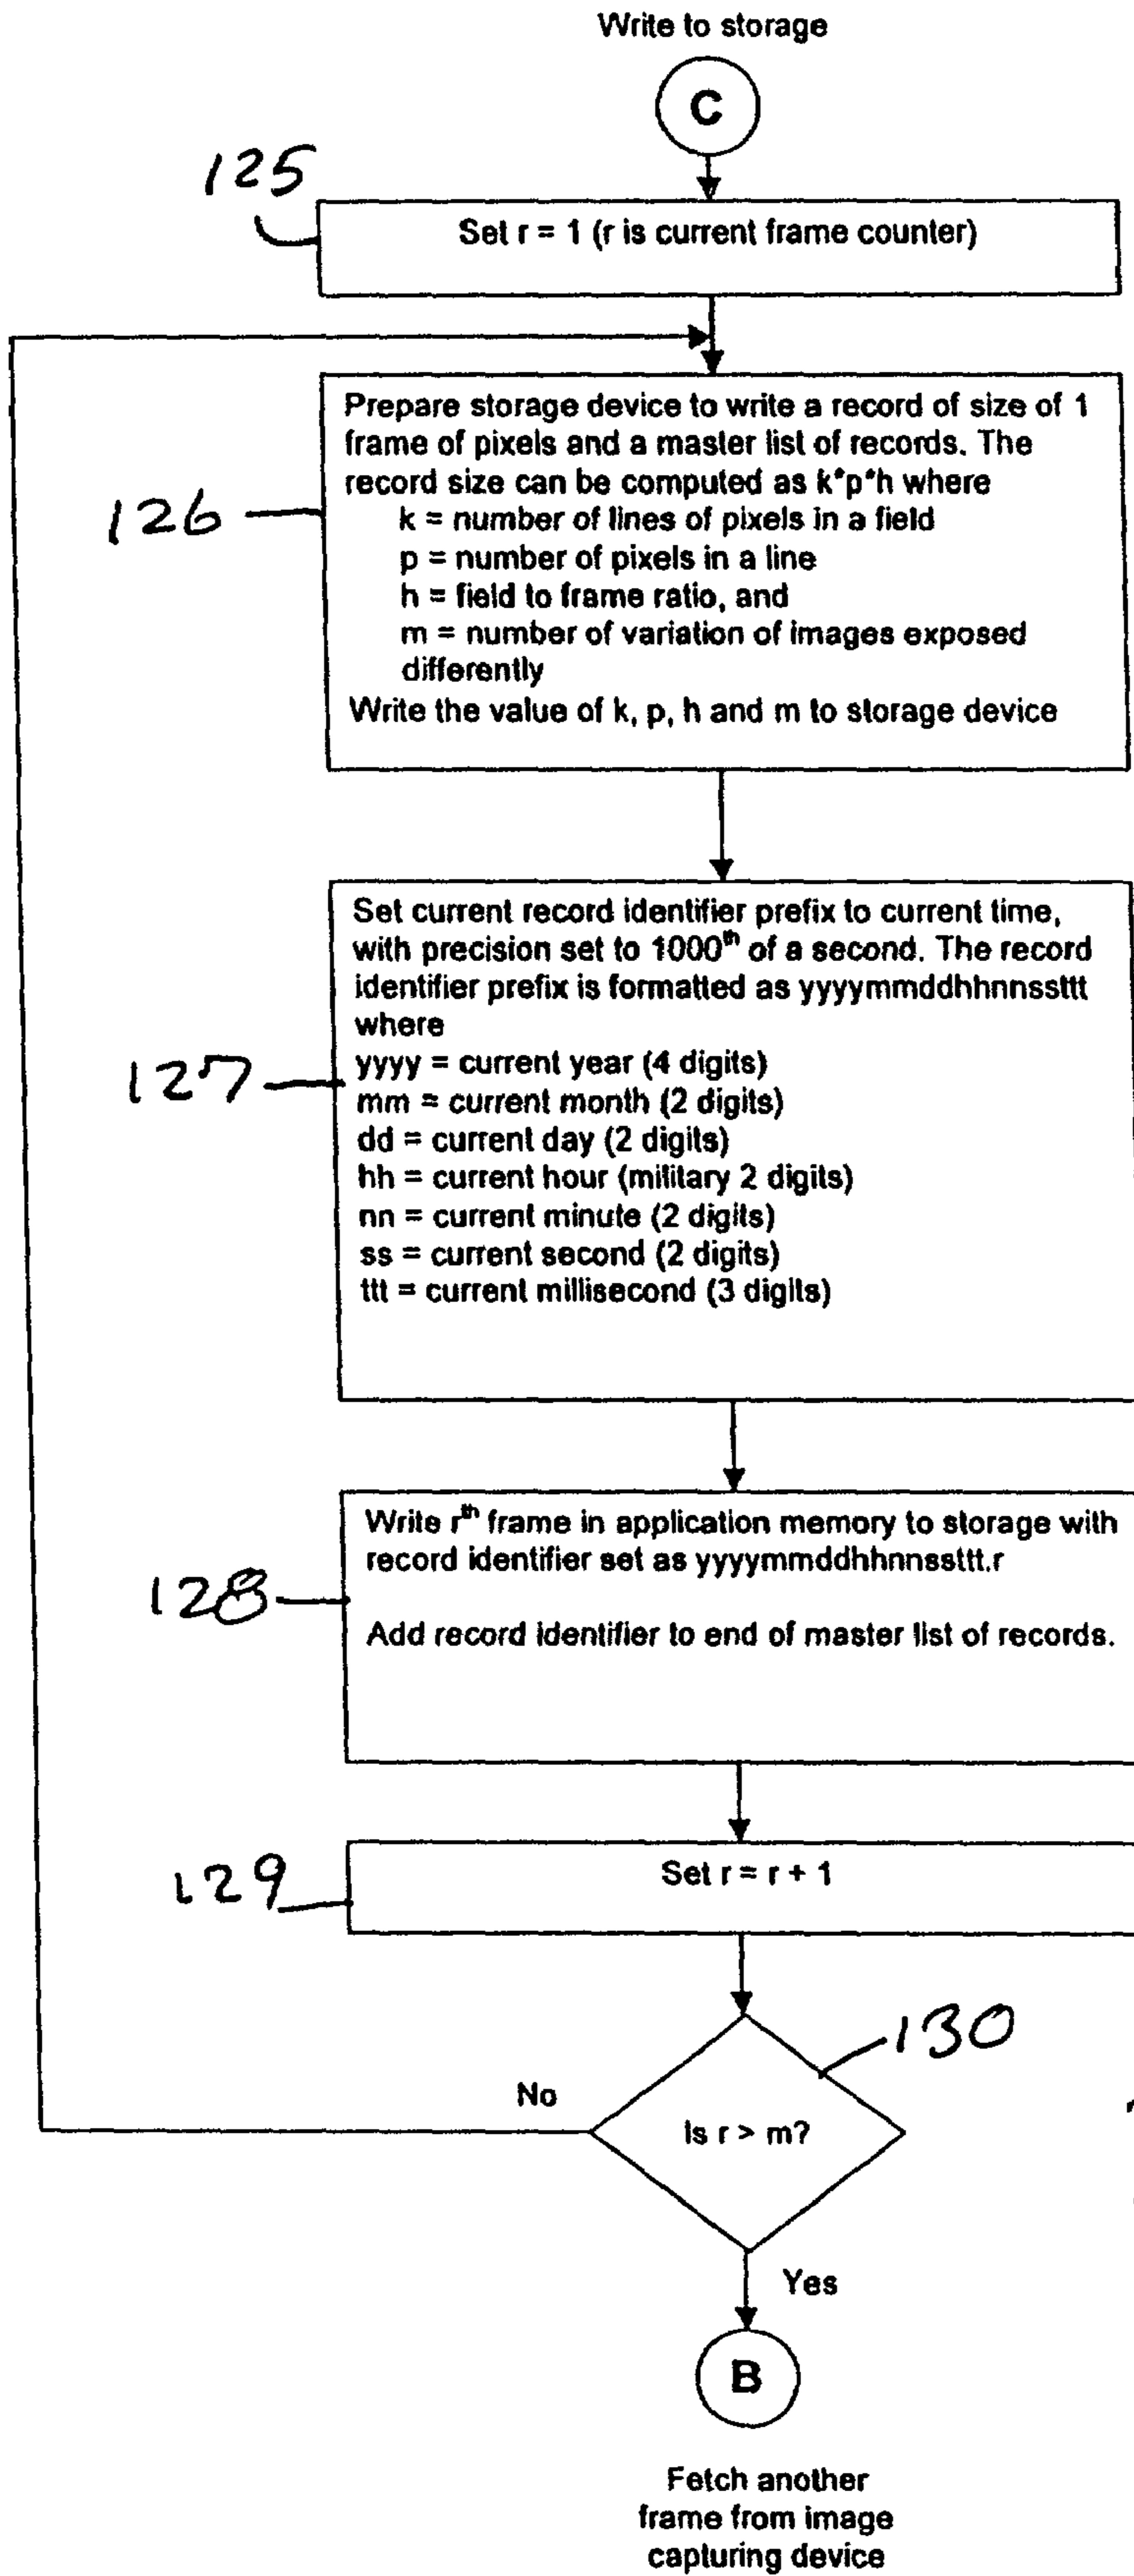 Write to storage
C
125
Set r = 1 (r is current frame counter)
Prepare storage device to write a record of size of 1
frame of pixels and a master list of records. The
record size can be computed as k*p*h where
126
k = number of lines of pixels in a field
p = number of pixels in a line
h = field to frame ratio, and
m = number of variation of images exposed
differently
Write the value of k, p, h and m to storage device
Set current record identifier prefix to current time,
with precision set to 1000th of a second. The record
identifier prefix is formatted as yyyymmddhhnnssttt
where
127
yyyy = current year (4 digits)
mm = current month (2 digits)
dd = current day (2 digits)
hh = current hour (military 2 digits)
nn = current minute (2 digits)
ss = current second (2 digits)
ttt = current millisecond (3 digits)
128
Write rth frame in application memory to storage with
record identifier set as yyyymmddhhnnssttt.r
Add record identifier to end of master list of records.
129
Set r = r + 1
130
No
Is r > m?
Yes
B
Fetch another
frame from image
capturing device